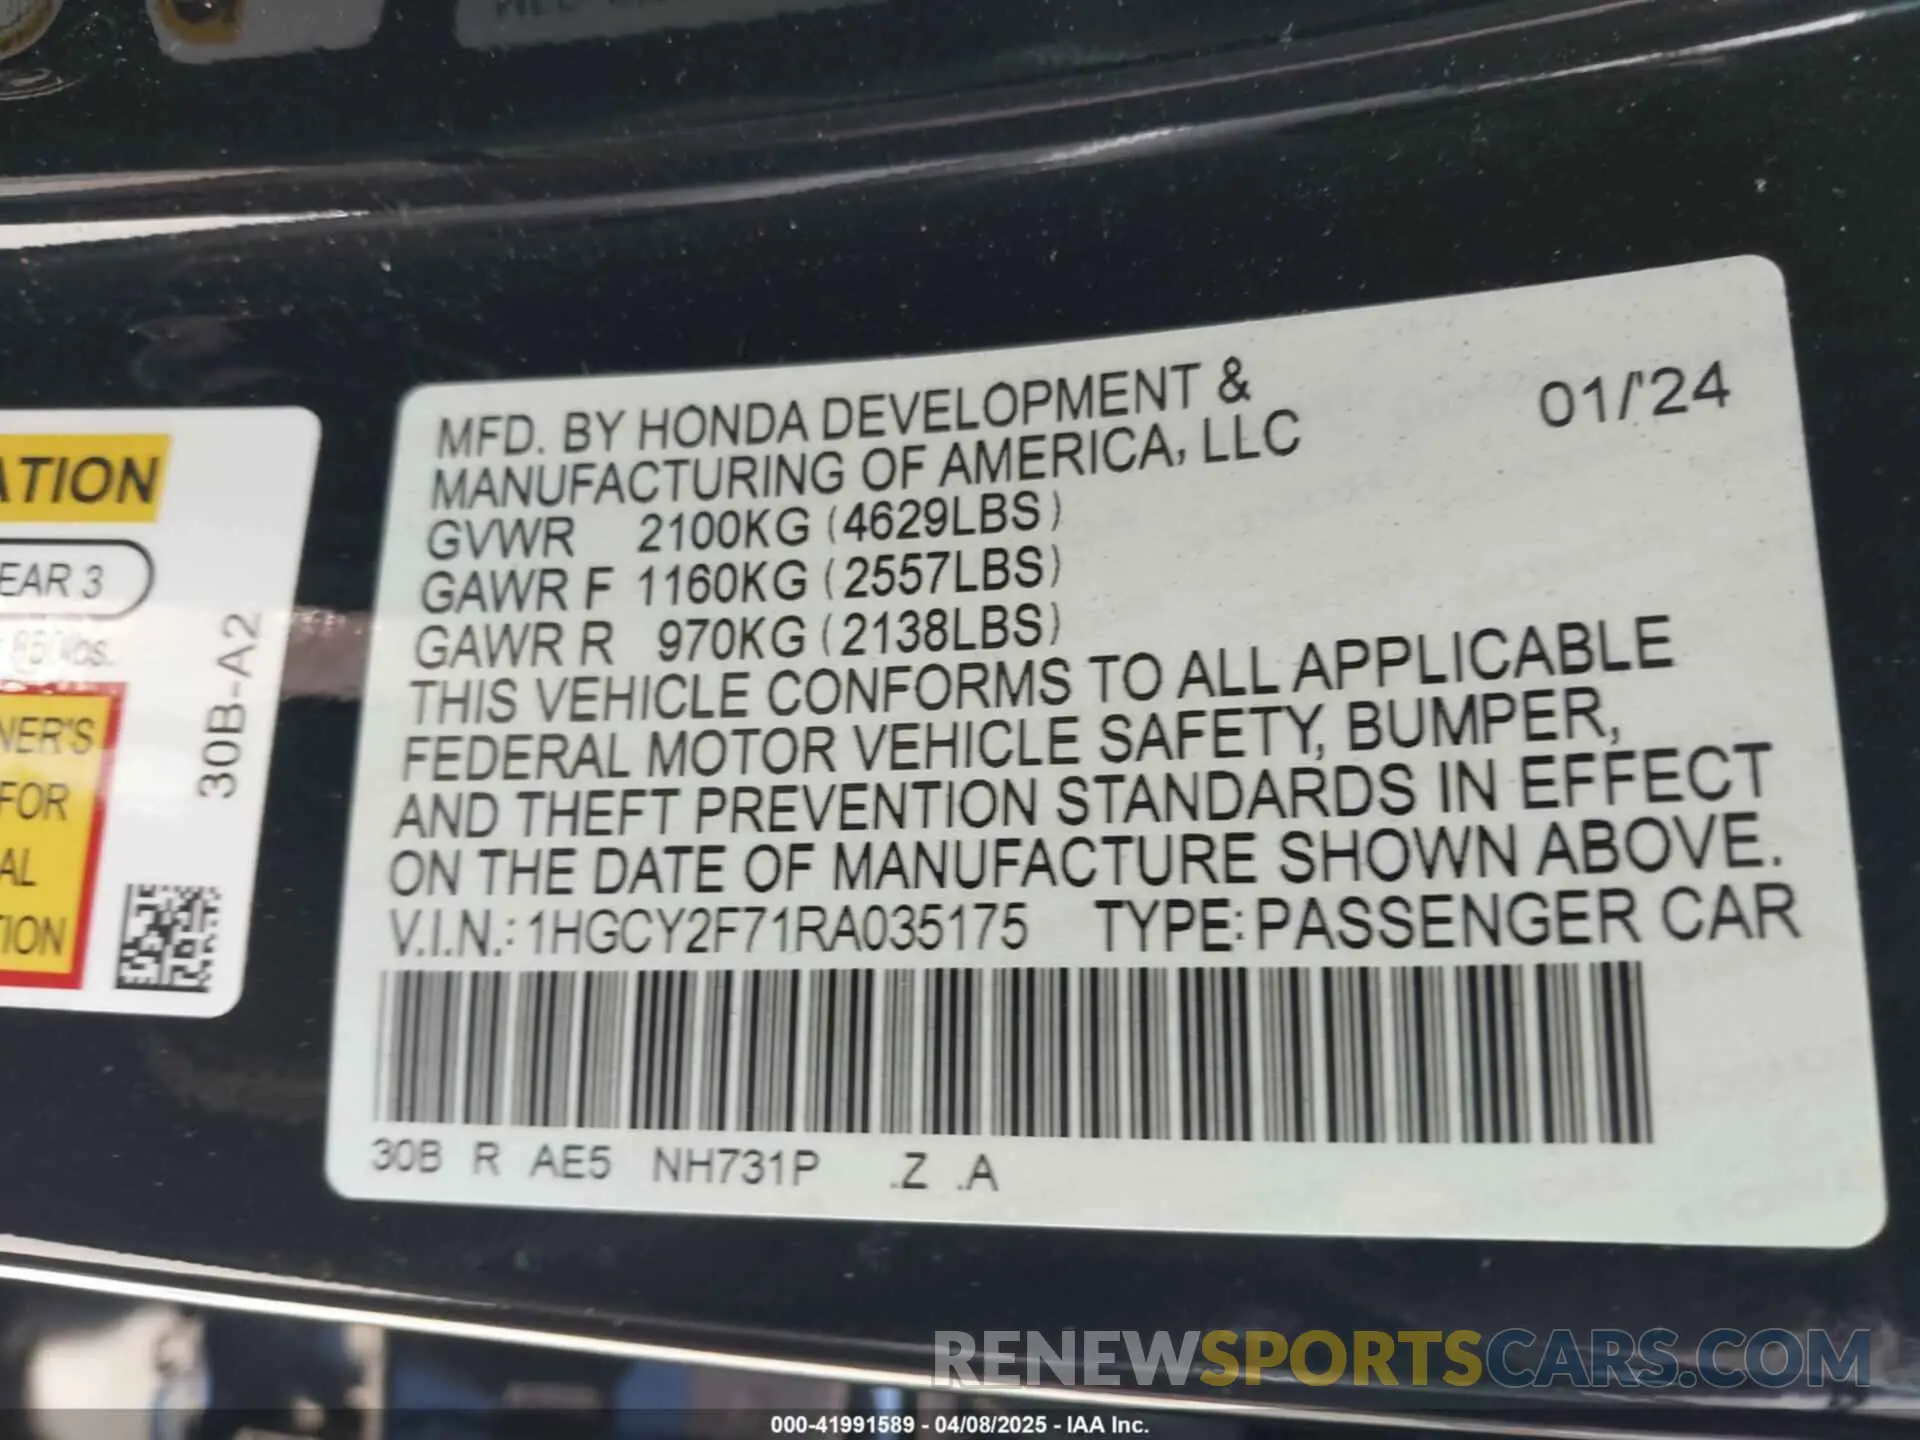 MFD. BY HONDA DEVELOPMENT &
MANUFACTURING OF AMERICA, LLC
01/'24
GVWR 2100KG (4629LBS)
GAWR F 1160KG (2557LBS)
GAWR R 970KG (2138LBS)
THIS VEHICLE CONFORMS TO ALL APPLICABLE
FEDERAL MOTOR VEHICLE SAFETY, BUMPER,
AND THEFT PREVENTION STANDARDS IN EFFECT
ON THE DATE OF MANUFACTURE SHOWN ABOVE.
V.I.N.: 1HGCY2F71RA035175 TYPE: PASSENGER CAR
30B R AE5 NH731P .Z .A
ATION
EAR 3
lbs.
NER'S
FOR
AL
TION
30B-A2
RENEWSPORTSCARS.COM
000-41991589 - 04/08/2025 - IAA Inc.